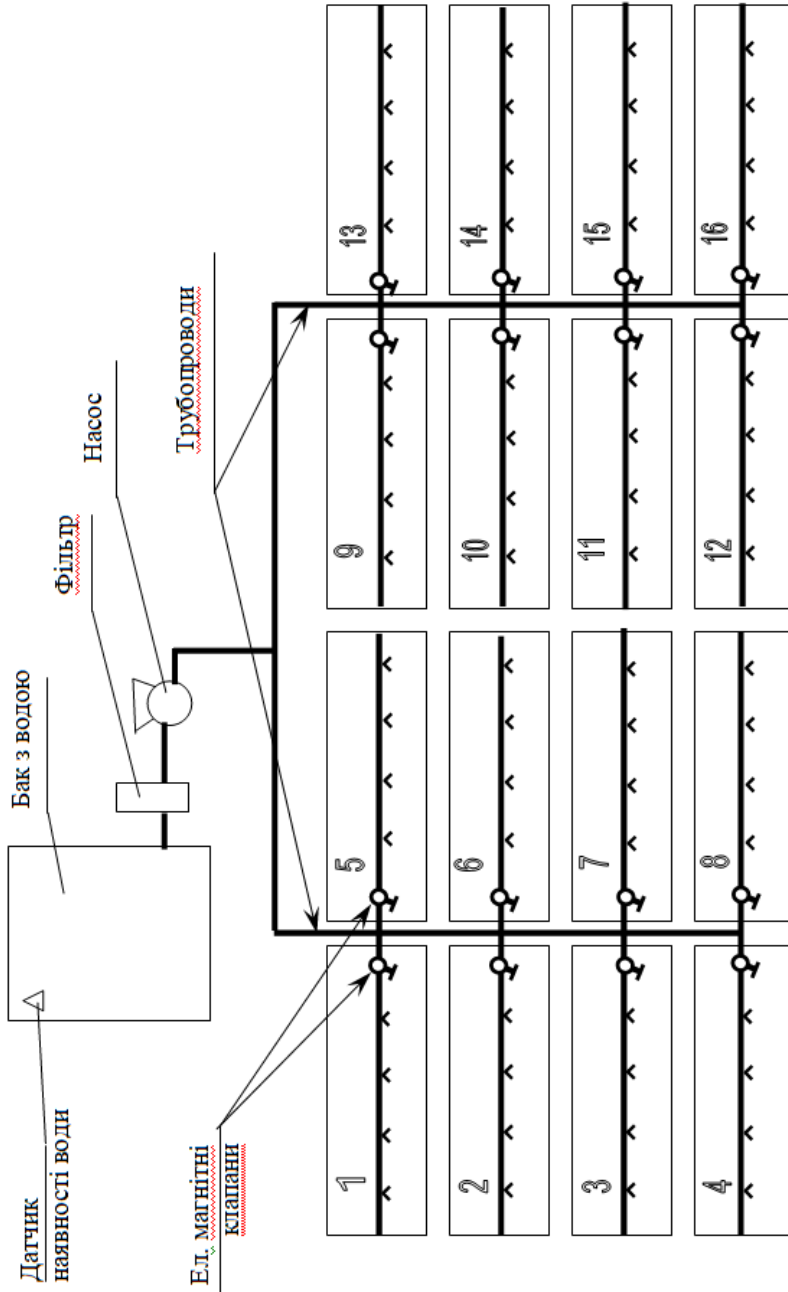 Датчик
наявності води
Бак з водою
Фільтр
Насос
Ел. магнітні
клапани
Трубопроводи
1
5
9
13
2
6
10
14
3
7
11
15
4
8
12
16